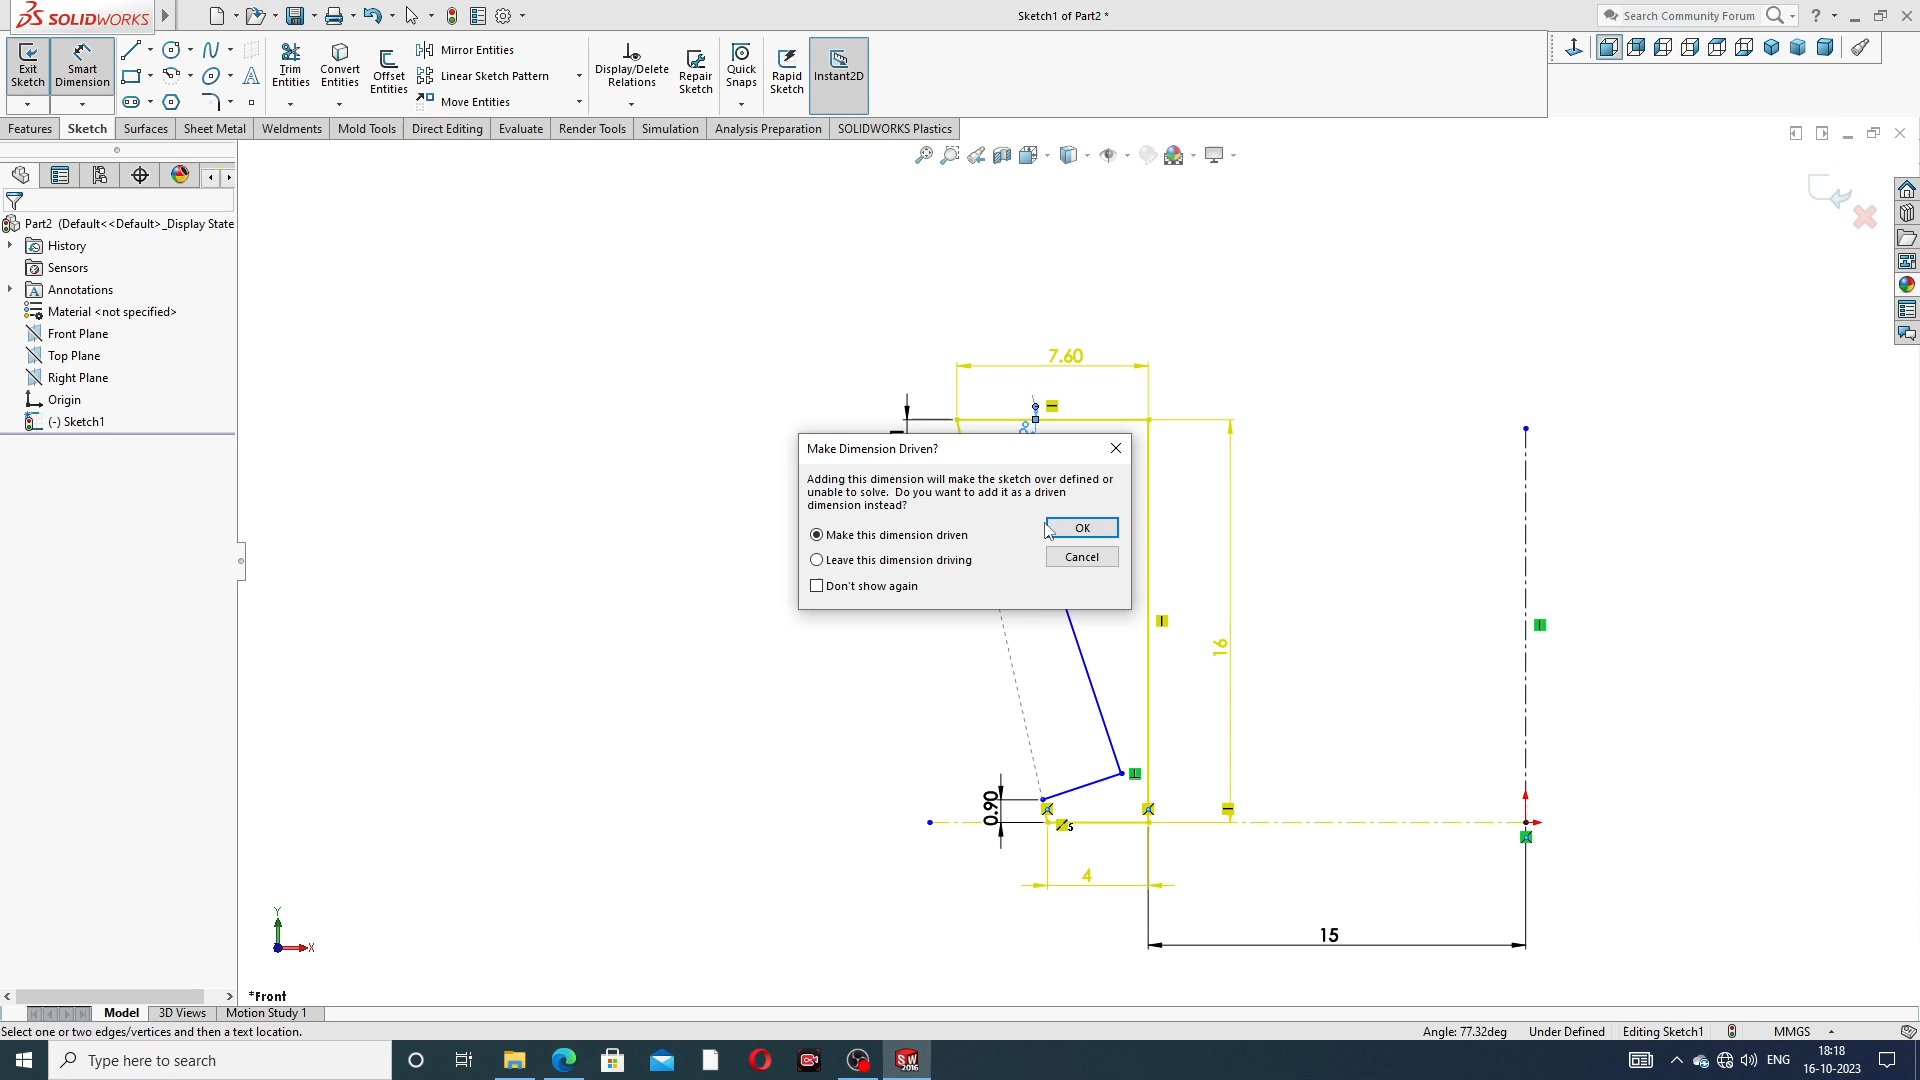 SOLIDWORKS
Sketch1 of Part2 *
Search Community Forum
Exit Sketch
Smart Dimension
Trim Entities
Convert Entities
Offset Entities
Mirror Entities
Linear Sketch Pattern
Move Entities
Display/Delete Relations
Repair Sketch
Quick Snaps
Rapid Sketch
Instant2D
Features
Sketch
Surfaces
Sheet Metal
Weldments
Mold Tools
Direct Editing
Evaluate
Render Tools
Simulation
Analysis Preparation
SOLIDWORKS Plastics
Part2 (Default<<Default>_Display State
History
Sensors
Annotations
Material <not specified>
Front Plane
Top Plane
Right Plane
Origin
(-) Sketch1
7.60
Make Dimension Driven?
Adding this dimension will make the sketch over defined or
unable to solve. Do you want to add it as a driven
dimension instead?
Make this dimension driven
OK
Leave this dimension driving
Cancel
Don't show again
16
0.90
5
4
15
Y
X
*Front
Model
3D Views
Motion Study 1
Select one or two edges/vertices and then a text location.
Angle: 77.32deg
Under Defined
Editing Sketch1
MMGS
Type here to search
SW
2016
ENG
18:18
16-10-2023